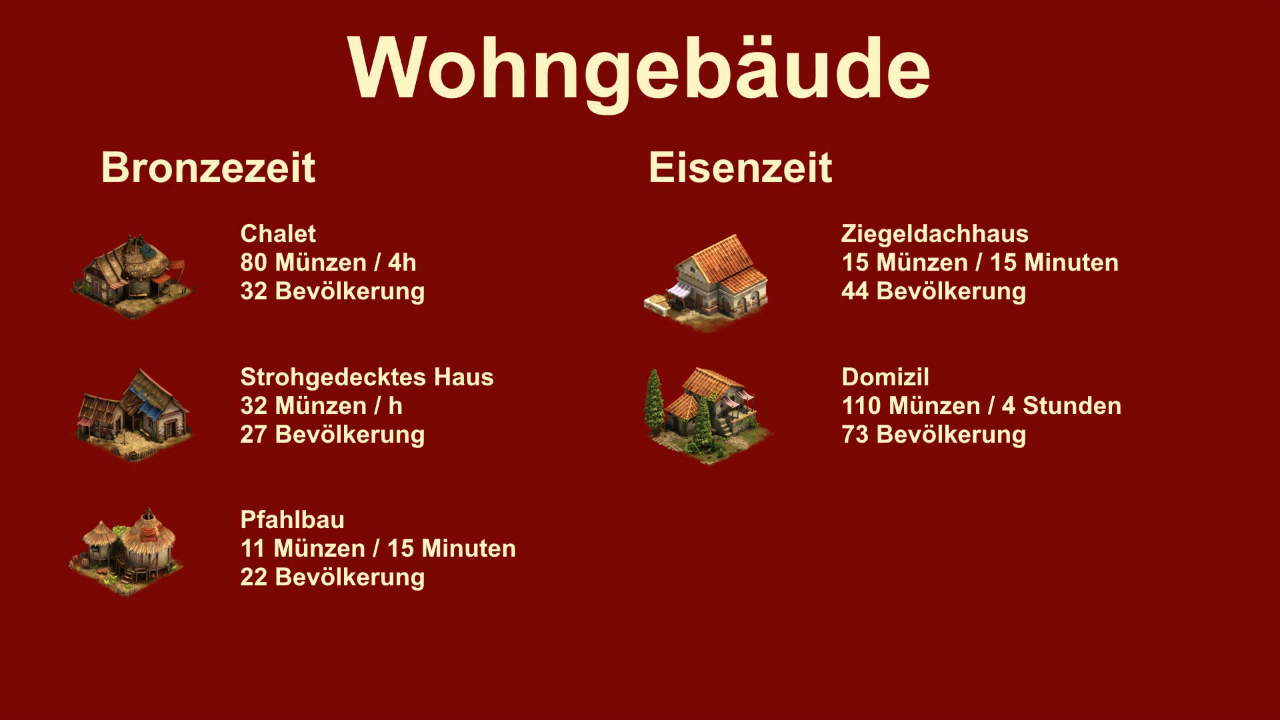 Wohngebäude
Bronzezeit
Chalet
80 Münzen / 4h
32 Bevölkerung
Strohgedecktes Haus
32 Münzen / h
27 Bevölkerung
Pfahlbau
11 Münzen / 15 Minuten
22 Bevölkerung
Eisenzeit
Ziegeldachhaus
15 Münzen / 15 Minuten
44 Bevölkerung
Domizil
110 Münzen / 4 Stunden
73 Bevölkerung